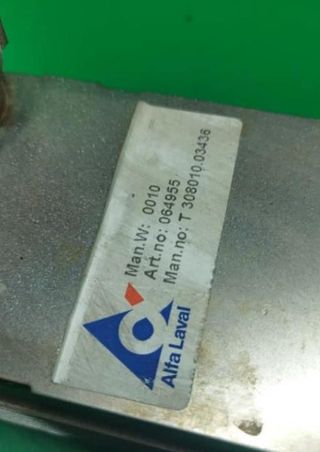 Man.W: 0010
Art.no: 064955
Man.no: T 308010.03436
Alfa Laval